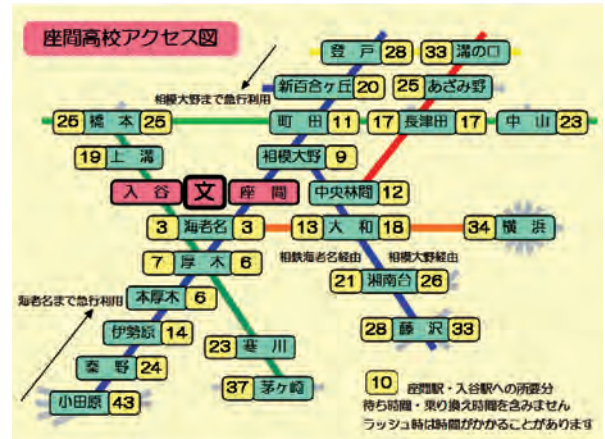 座間高校アクセス図
登戸 28 33 溝の口
新百合ヶ丘 20 25 あざみ野
相模大野まで急行利用
25 橋本 25 町田 11 17 長津田 17 中山 23
19 上溝 相模大野 9
入谷 文 座間 中央林間 12
3 海老名 3 13 大和 18 34 横浜
7 厚木 6 相鉄海老名経由 相模大野経由
21 湘南台 26
海老名まで急行利用 本厚木 6
伊勢原 14 28 藤沢 33
23 寒川
秦野 24
37 茅ヶ崎
小田原 43
10 座間駅・入谷駅への所要分
待ち時間・乗り換え時間を含みません
ラッシュ時は時間がかかることがあります